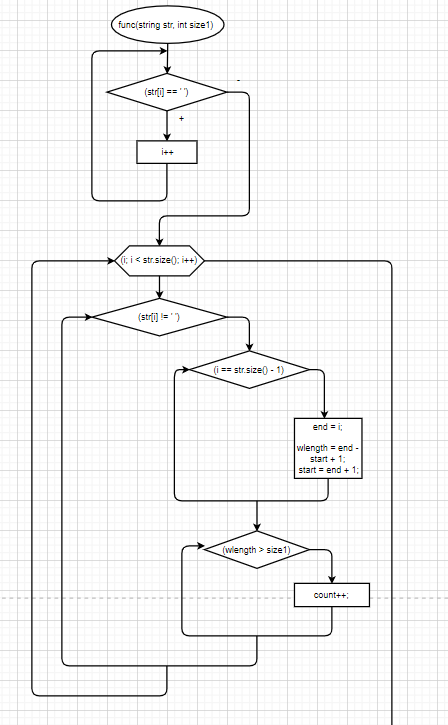 func(string str, int size1)
-
(str[i] == ' ')
+
i++
(i; i < str.size(); i++)
(str[i] != ' ')
(i == str.size() - 1)
end = i;
wlength = end -
start + 1;
start = end + 1;
(wlength > size1)
count++;